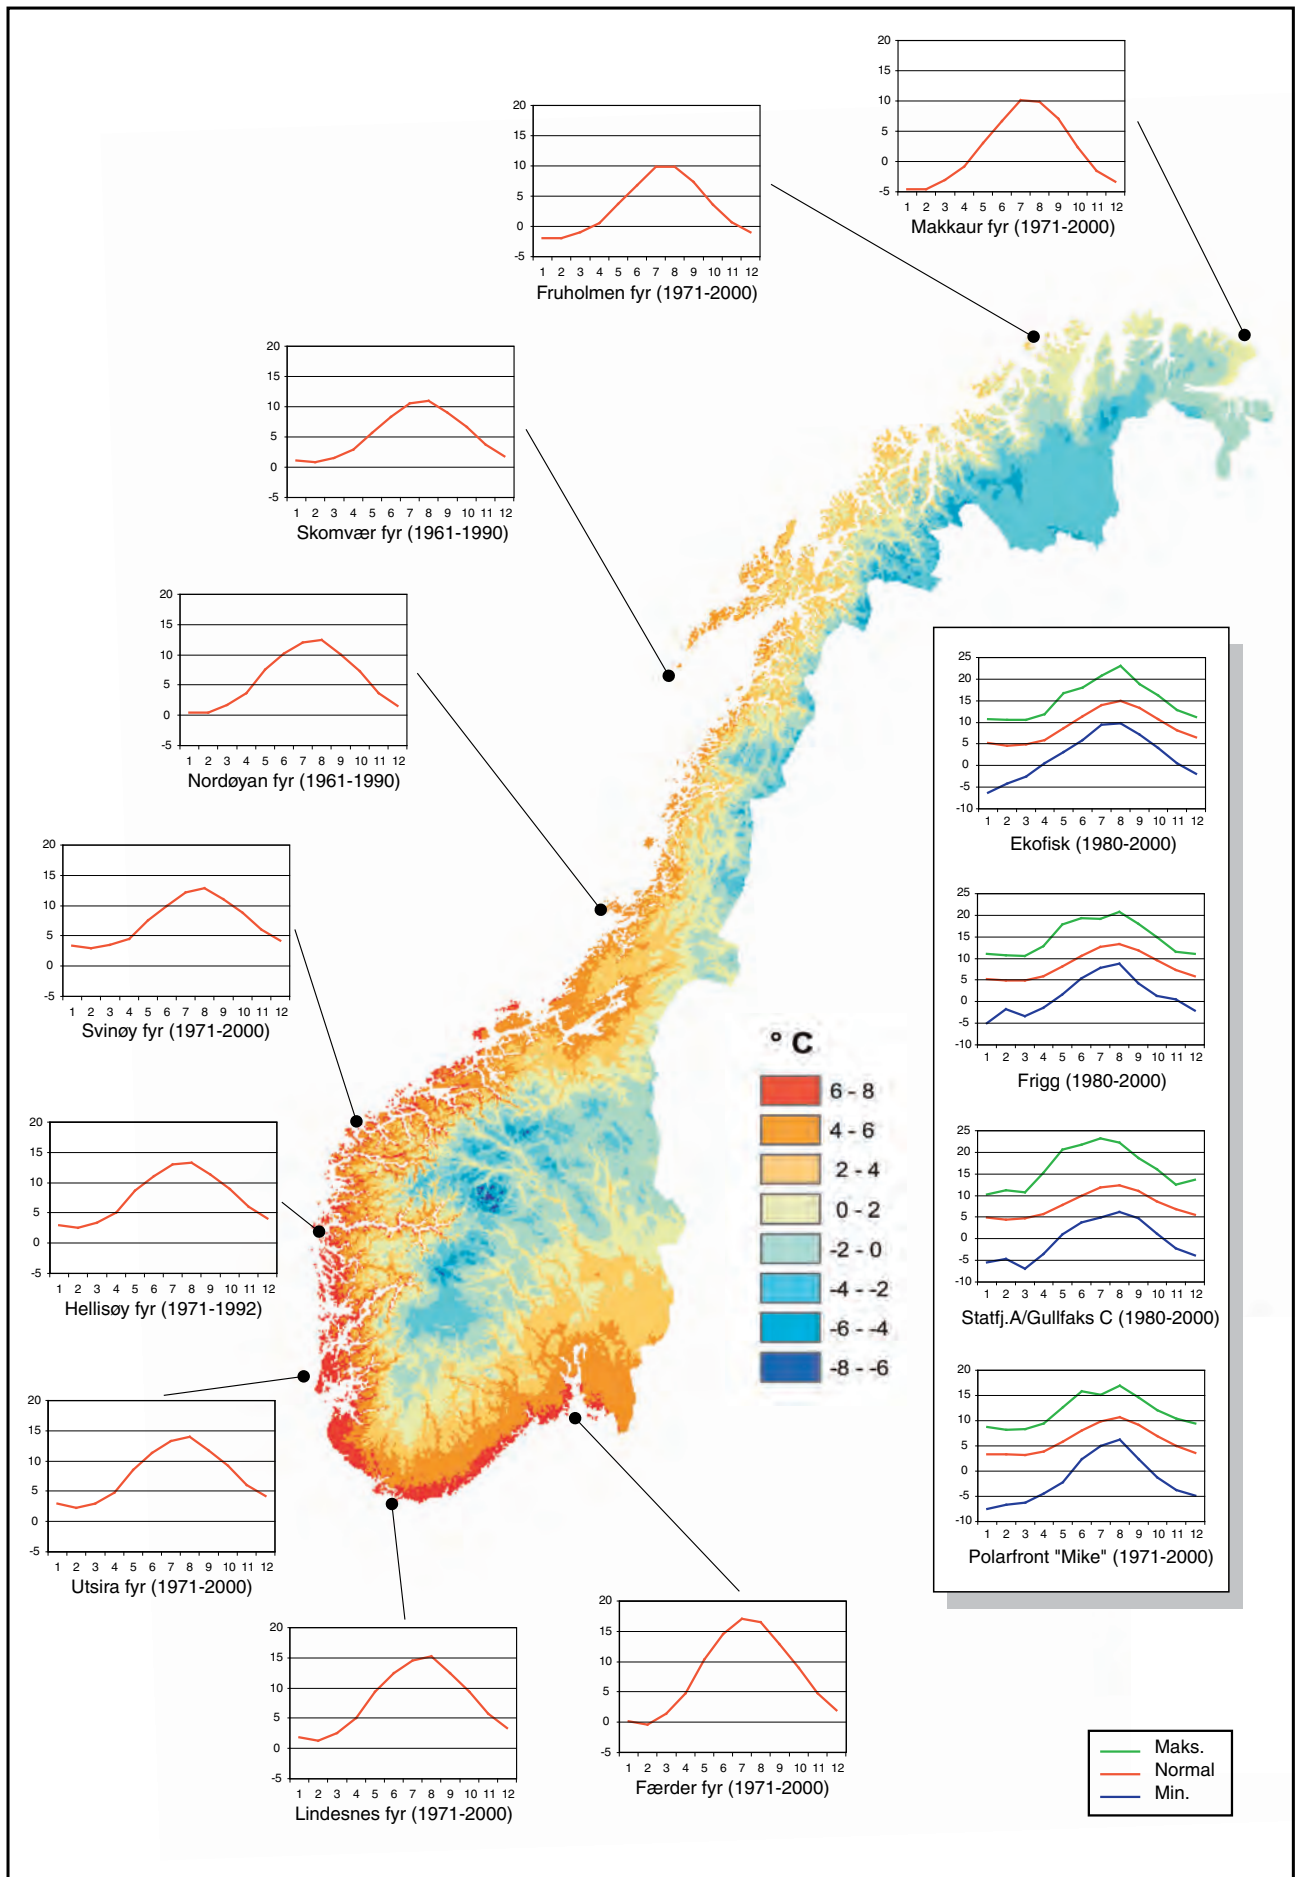 20
15
10
5
0
-5
1 2 3 4 5 6 7 8 9 10 11 12
Makkaur fyr (1971-2000)
20
15
10
5
0
-5
1 2 3 4 5 6 7 8 9 10 11 12
Fruholmen fyr (1971-2000)
20
15
10
5
0
-5
1 2 3 4 5 6 7 8 9 10 11 12
Skomvær fyr (1961-1990)
20
15
10
5
0
-5
1 2 3 4 5 6 7 8 9 10 11 12
Nordøyan fyr (1961-1990)
20
15
10
5
0
-5
1 2 3 4 5 6 7 8 9 10 11 12
Svinøy fyr (1971-2000)
20
15
10
5
0
-5
1 2 3 4 5 6 7 8 9 10 11 12
Hellisøy fyr (1971-1992)
20
15
10
5
0
-5
1 2 3 4 5 6 7 8 9 10 11 12
Utsira fyr (1971-2000)
20
15
10
5
0
-5
1 2 3 4 5 6 7 8 9 10 11 12
Lindesnes fyr (1971-2000)
20
15
10
5
0
-5
1 2 3 4 5 6 7 8 9 10 11 12
Færder fyr (1971-2000)
° C
6 - 8
4 - 6
2 - 4
0 - 2
-2 - 0
-4 - -2
-6 - -4
-8 - -6
25
20
15
10
5
0
-5
-10
1 2 3 4 5 6 7 8 9 10 11 12
Ekofisk (1980-2000)
25
20
15
10
5
0
-5
-10
1 2 3 4 5 6 7 8 9 10 11 12
Frigg (1980-2000)
25
20
15
10
5
0
-5
-10
1 2 3 4 5 6 7 8 9 10 11 12
Statfj.A/Gullfaks C (1980-2000)
20
15
10
5
0
-5
-10
1 2 3 4 5 6 7 8 9 10 11 12
Polarfront "Mike" (1971-2000)
Maks.
Normal
Min.